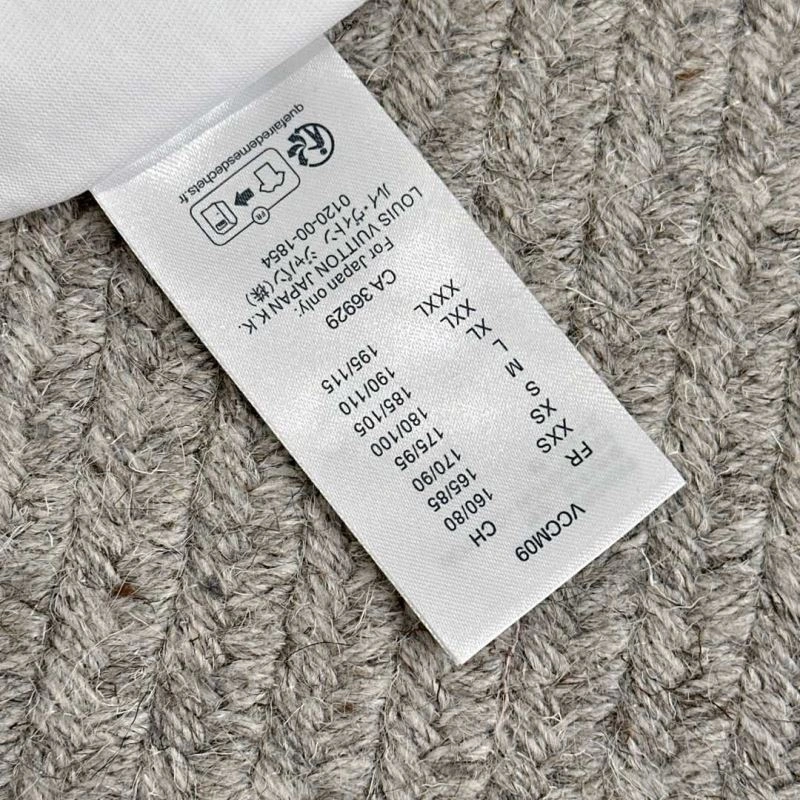 VCCM09
FR CH
XXS 160/80
XS 165/85
S 170/90
M 175/95
L 180/100
XL 185/105
XXL 190/110
XXXL 195/115
CA 36929
For Japan only:
LOUIS VUITTON JAPAN K.K.
ルイ・ヴィトン ジャパン(株)
0120-00-1854
FR
quefairedemesdechets.fr